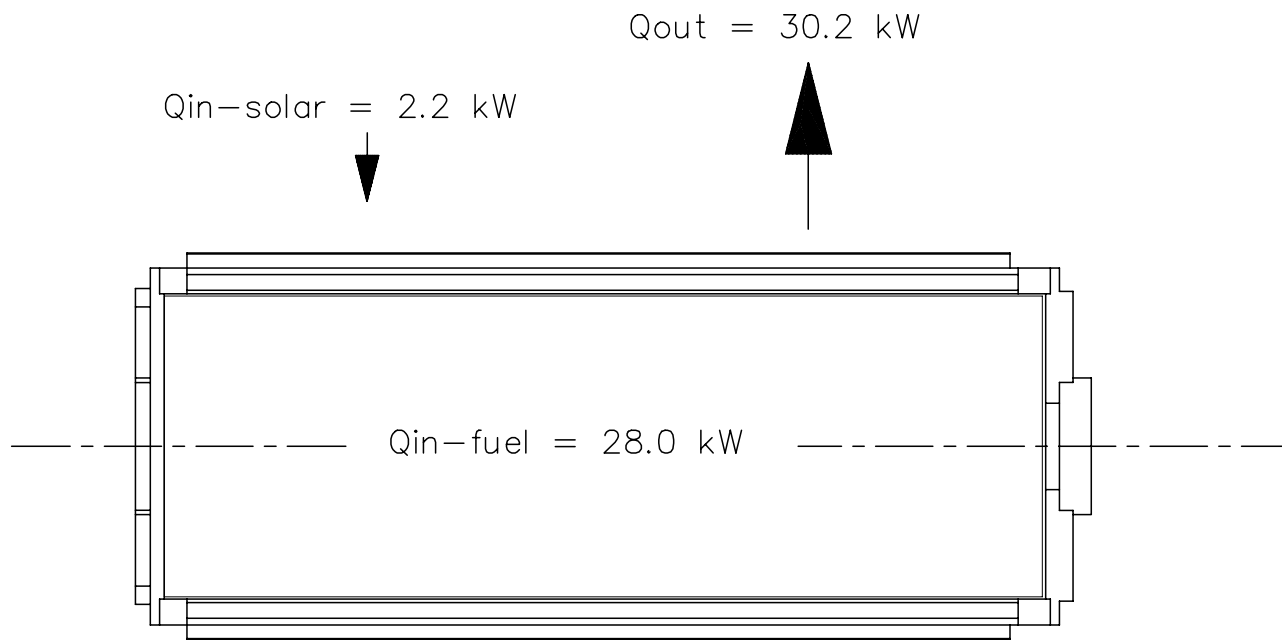 Qout = 30.2 kW
Qin-solar = 2.2 kW
Qin-fuel = 28.0 kW